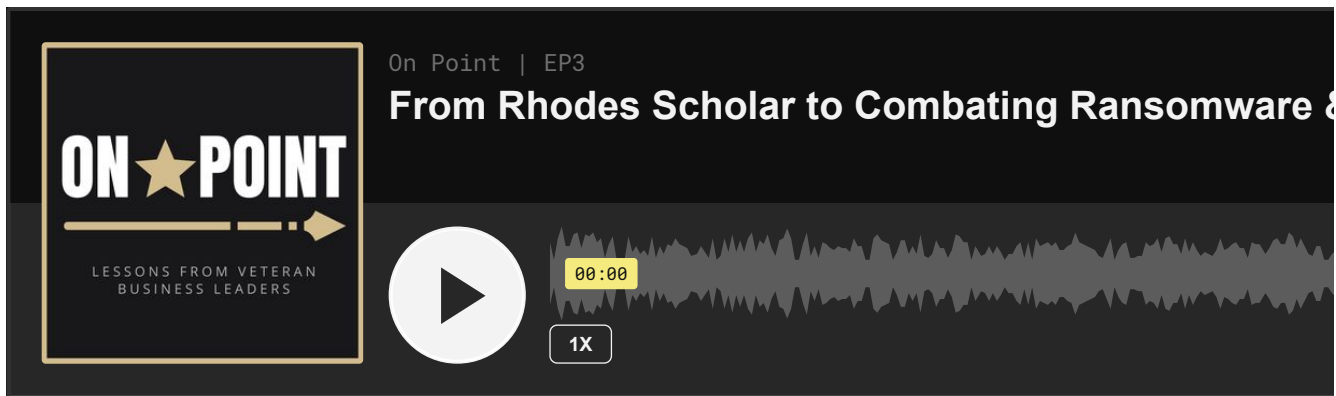 ON POINT
LESSONS FROM VETERAN
BUSINESS LEADERS
On Point | EP3
From Rhodes Scholar to Combating Ransomware &
00:00
1X